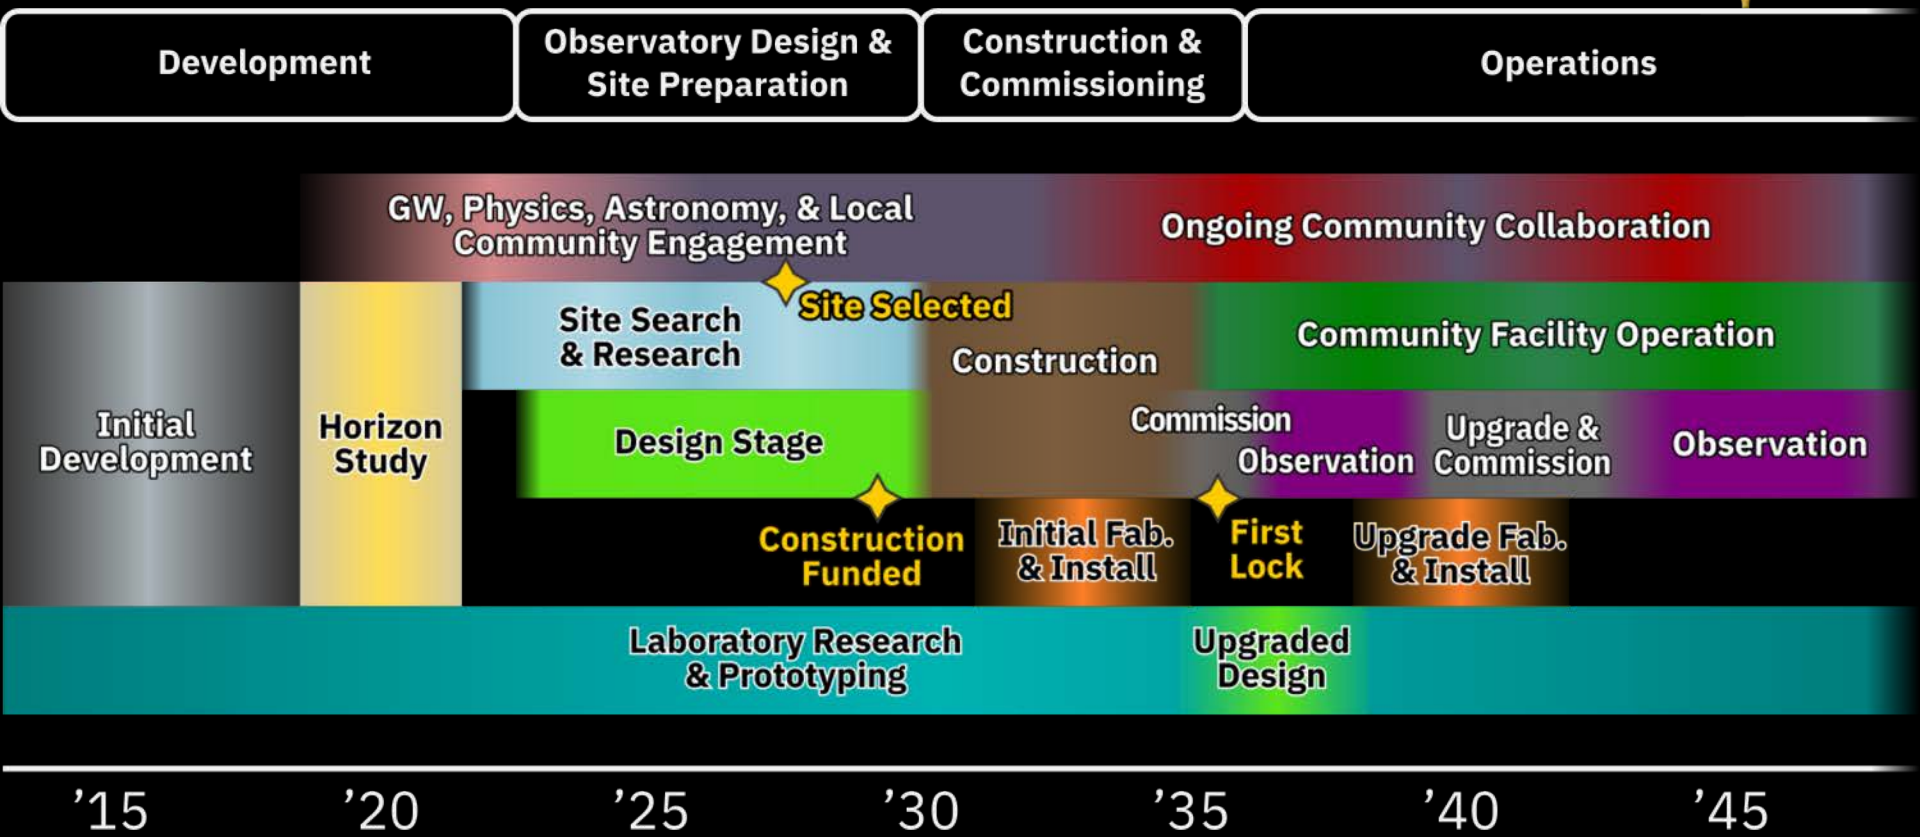 Development
Observatory Design &
Site Preparation
Construction &
Commissioning
Operations
GW, Physics, Astronomy, & Local
Community Engagement
Ongoing Community Collaboration
Site Selected
Site Search
& Research
Construction
Community Facility Operation
Initial
Development
Horizon
Study
Design Stage
Commission
Observation
Upgrade &
Commission
Observation
Construction
Funded
Initial Fab.
& Install
First
Lock
Upgrade Fab.
& Install
Laboratory Research
& Prototyping
Upgraded
Design
’15
’20
’25
’30
’35
’40
’45